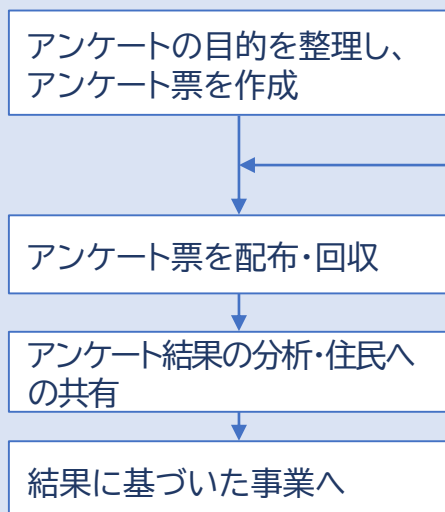 アンケートの目的を整理し、
アンケート票を作成
アンケート票を配布・回収
アンケート結果の分析・住民へ
の共有
結果に基づいた事業へ